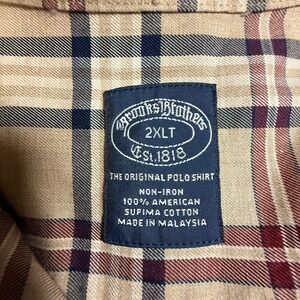 Brooks Brothers
2XLT
Est. 1818
THE ORIGINAL POLO SHIRT
NON-IRON
100% AMERICAN
SUPIMA COTTON
MADE IN MALAYSIA